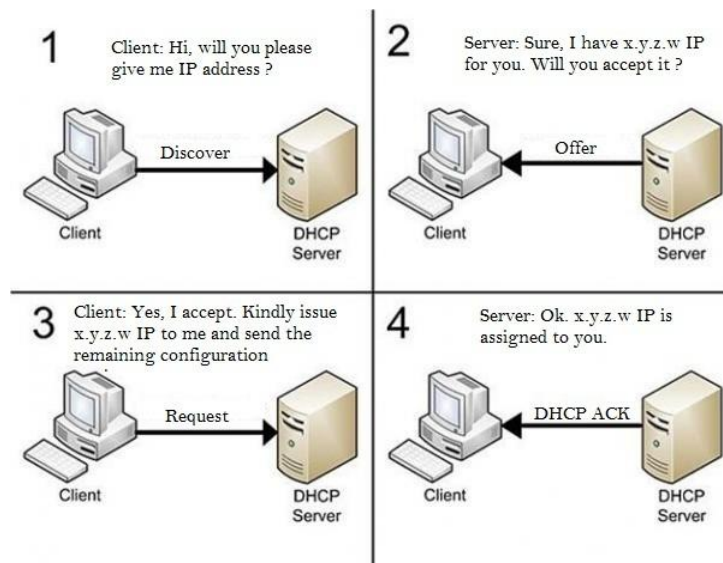 1
Client: Hi, will you please
give me IP address ?
Discover
Client
DHCP
Server
2
Server: Sure, I have x.y.z.w IP
for you. Will you accept it ?
Offer
Client
DHCP
Server
3
Client: Yes, I accept. Kindly issue
x.y.z.w IP to me and send the
remaining configuration
Request
Client
DHCP
Server
4
Server: Ok. x.y.z.w IP is
assigned to you.
DHCP ACK
Client
DHCP
Server